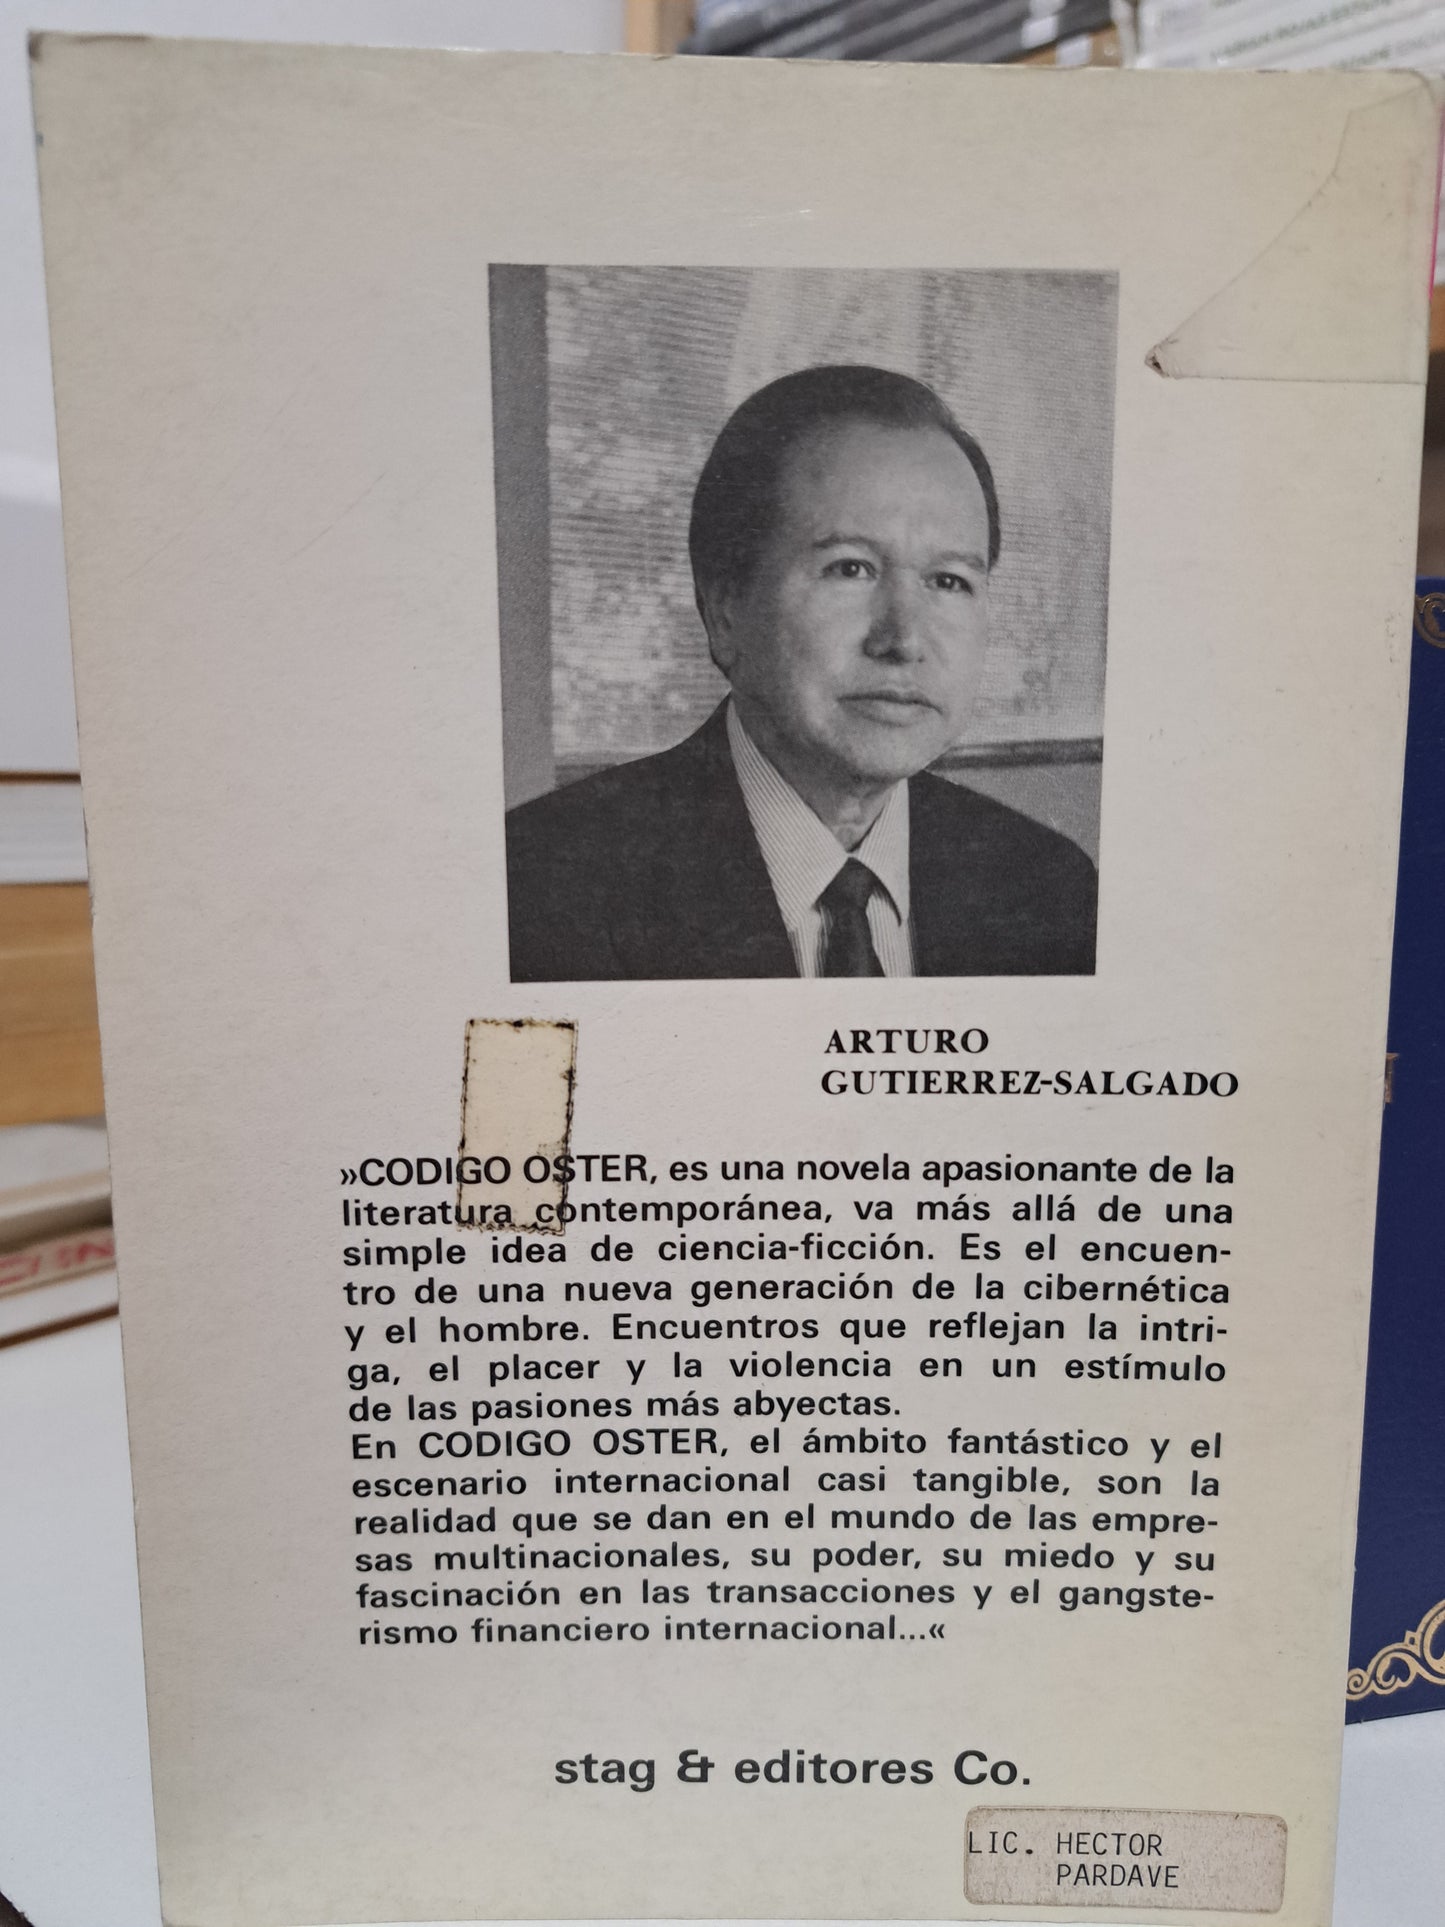 ARTURO
GUTIERREZ-SALGADO
»CODIGO OSTER, es una novela apasionante de la
literatura contemporánea, va más allá de una
simple idea de ciencia-ficción. Es el encuen-
tro de una nueva generación de la cibernética
y el hombre. Encuentros que reflejan la intri-
ga, el placer y la violencia en un estímulo
de las pasiones más abyectas.
En CODIGO OSTER, el ámbito fantástico y el
escenario internacional casi tangible, son la
realidad que se dan en el mundo de las empre-
sas multinacionales, su poder, su miedo y su
fascinación en las transacciones y el gangste-
rismo financiero internacional...«
stag & editores Co.
LIC. HECTOR
PARDAVE